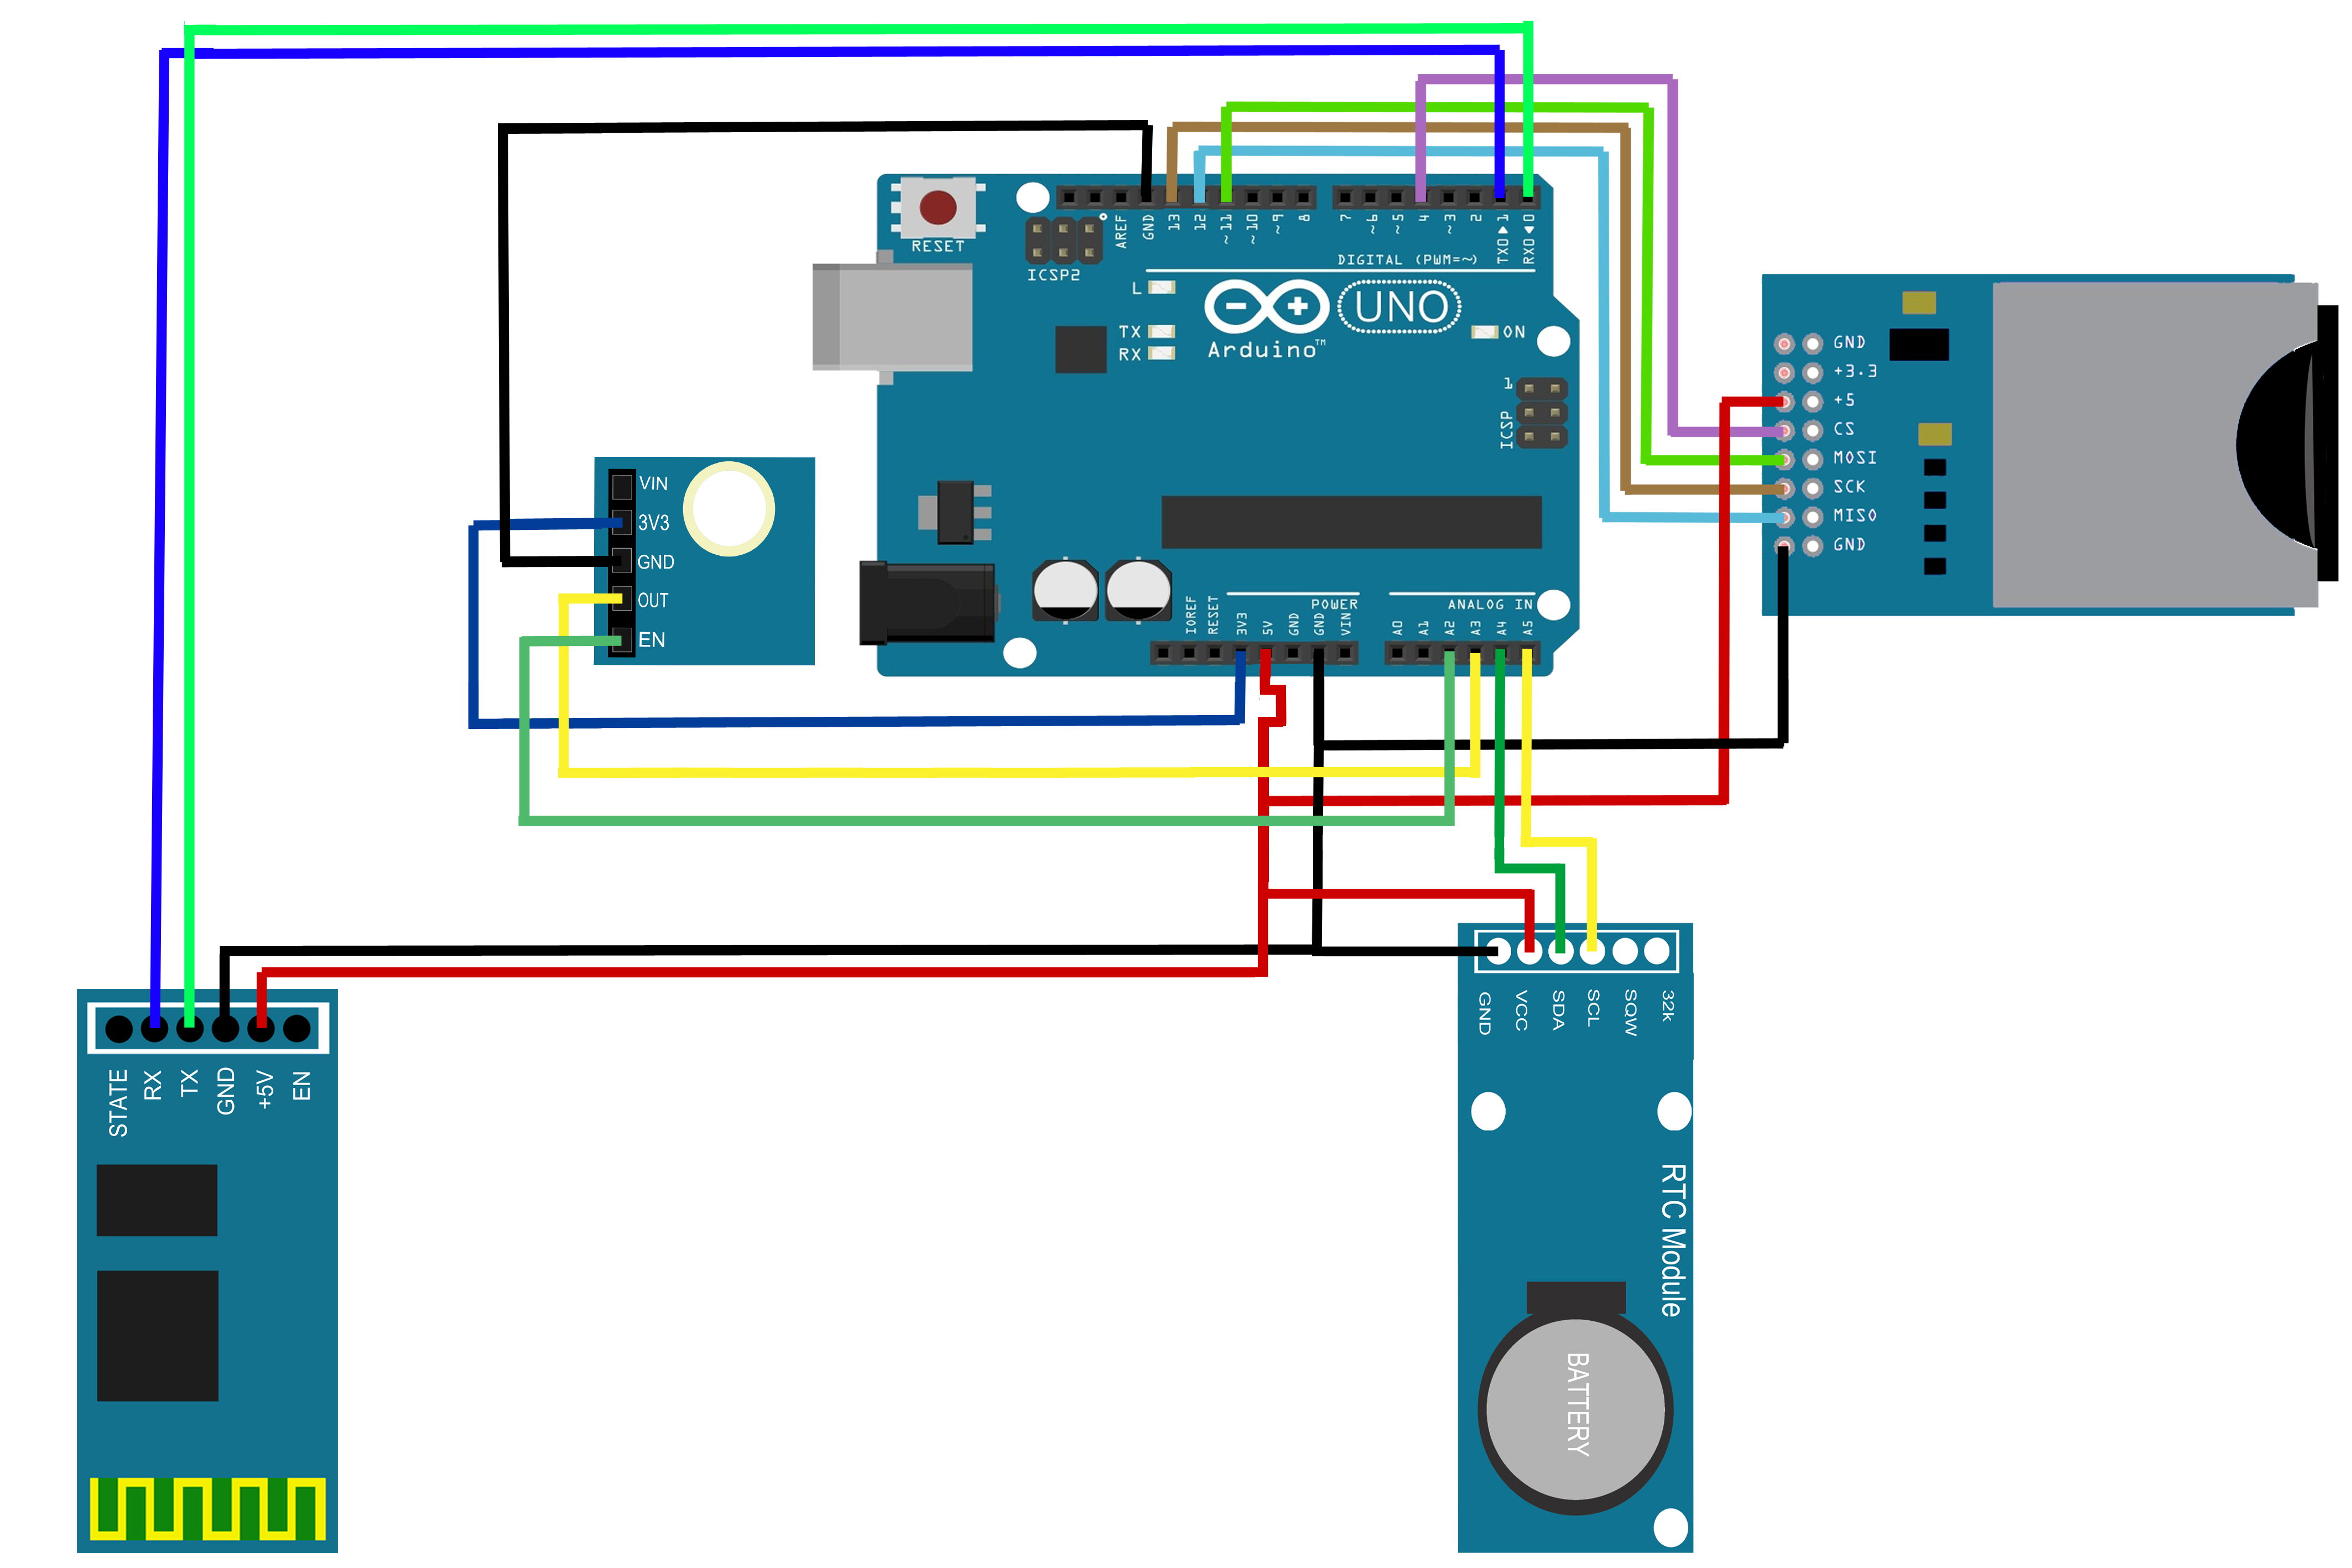 RESET
ICSP2
AREF
GND
13
12
~11
~10
~9
8
7
~6
~5
4
~3
2
TX0 1
RX0 0
DIGITAL (PWM=~)
L
TX
RX
UNO
ON
Arduino™
1
ICSP
IOREF
RESET
3V3
5V
GND
GND
VIN
POWER
ANALOG IN
A0
A1
A2
A3
A4
A5
VIN
3V3
GND
OUT
EN
GND
+3.3
+5
CS
MOSI
SCK
MISO
GND
STATE
RX
TX
GND
+5V
EN
GND
VCC
SDA
SCL
SQW
32k
RTC Module
BATTERY